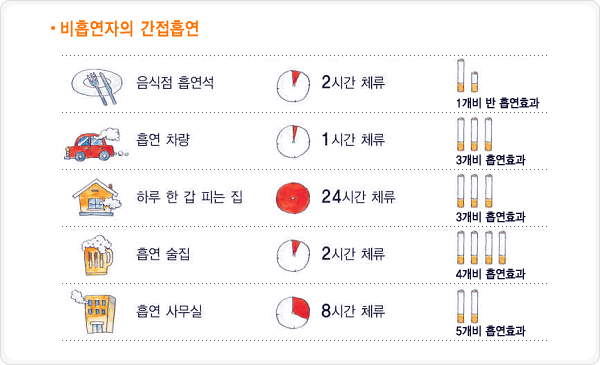 • 비흡연자의 간접흡연
음식점 흡연석 2시간 체류 1개비 반 흡연효과
흡연 차량 1시간 체류 3개비 흡연효과
하루 한 갑 피는 집 24시간 체류 3개비 흡연효과
흡연 술집 2시간 체류 4개비 흡연효과
흡연 사무실 8시간 체류 5개비 흡연효과